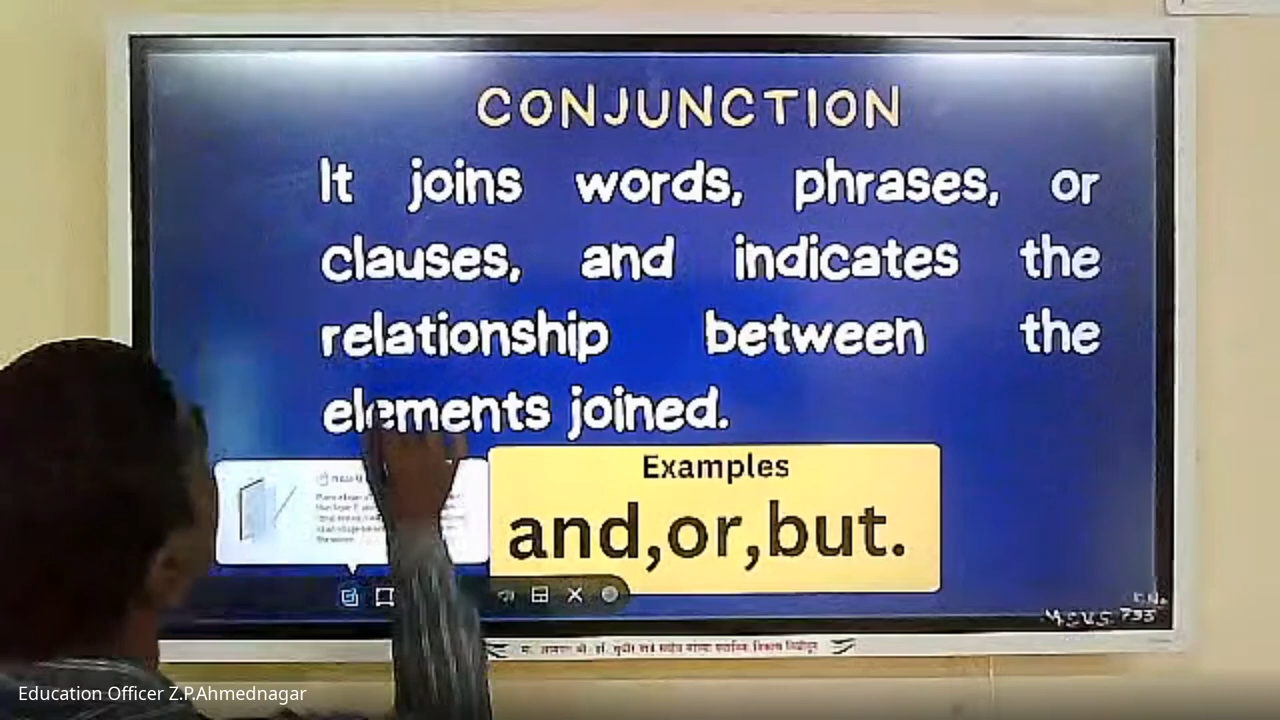 CONJUNCTION
It joins words, phrases, or
clauses, and indicates the
relationship between the
elements joined.
Examples
and,or,but.
Education Officer Z.P.Ahmednagar